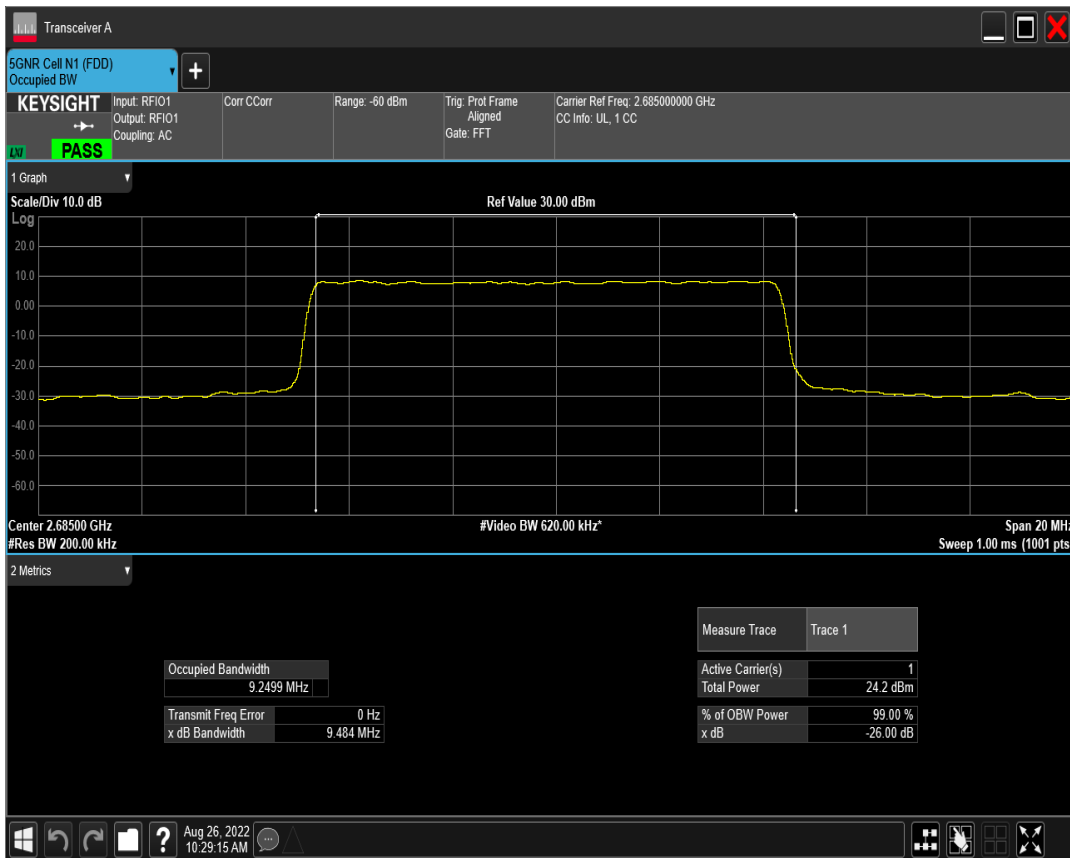 Transceiver A
5GNR Cell N1 (FDD)
Occupied BW
+
KEYSIGHT
Input: RFIO1
Output: RFIO1
Coupling: AC
Corr CCorr
Range: -60 dBm
Trig: Prot Frame
Aligned
Gate: FFT
Carrier Ref Freq: 2.685000000 GHz
CC Info: UL, 1 CC
LXI
PASS
1 Graph
Scale/Div 10.0 dB
Ref Value 30.00 dBm
Log
20.0
10.0
0.00
-10.0
-20.0
-30.0
-40.0
-50.0
-60.0
Center 2.68500 GHz
#Video BW 620.00 kHz*
Span 20 MHz
#Res BW 200.00 kHz
Sweep 1.00 ms (1001 pts
2 Metrics
Measure Trace
Trace 1
Occupied Bandwidth
9.2499 MHz
Active Carrier(s)
1
Total Power
24.2 dBm
Transmit Freq Error
0 Hz
x dB Bandwidth
9.484 MHz
% of OBW Power
99.00 %
x dB
-26.00 dB
?
Aug 26, 2022
10:29:15 AM